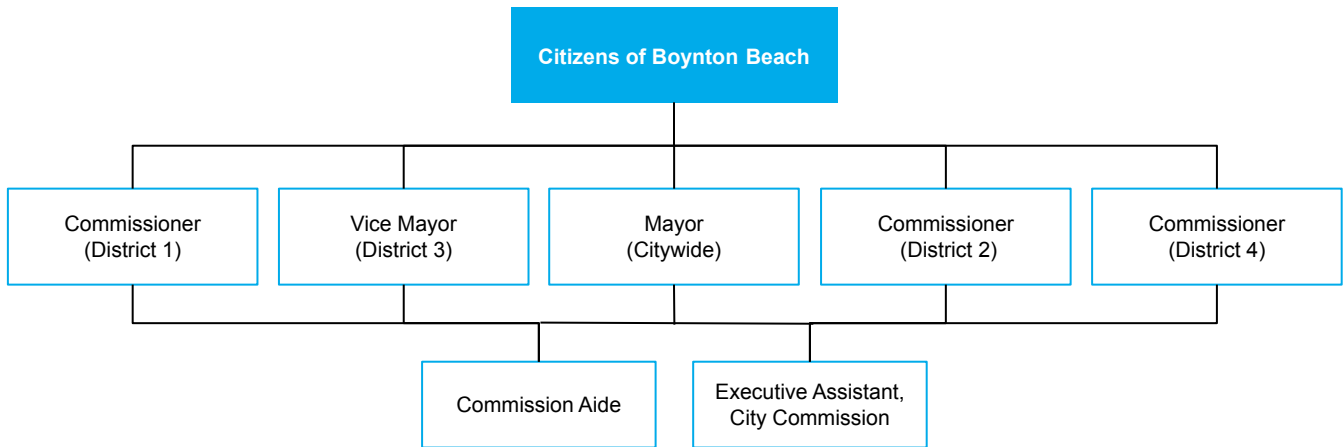 Citizens of Boynton Beach
Commissioner
(District 1)
Vice Mayor
(District 3)
Mayor
(Citywide)
Commissioner
(District 2)
Commissioner
(District 4)
Commission Aide
Executive Assistant,
City Commission